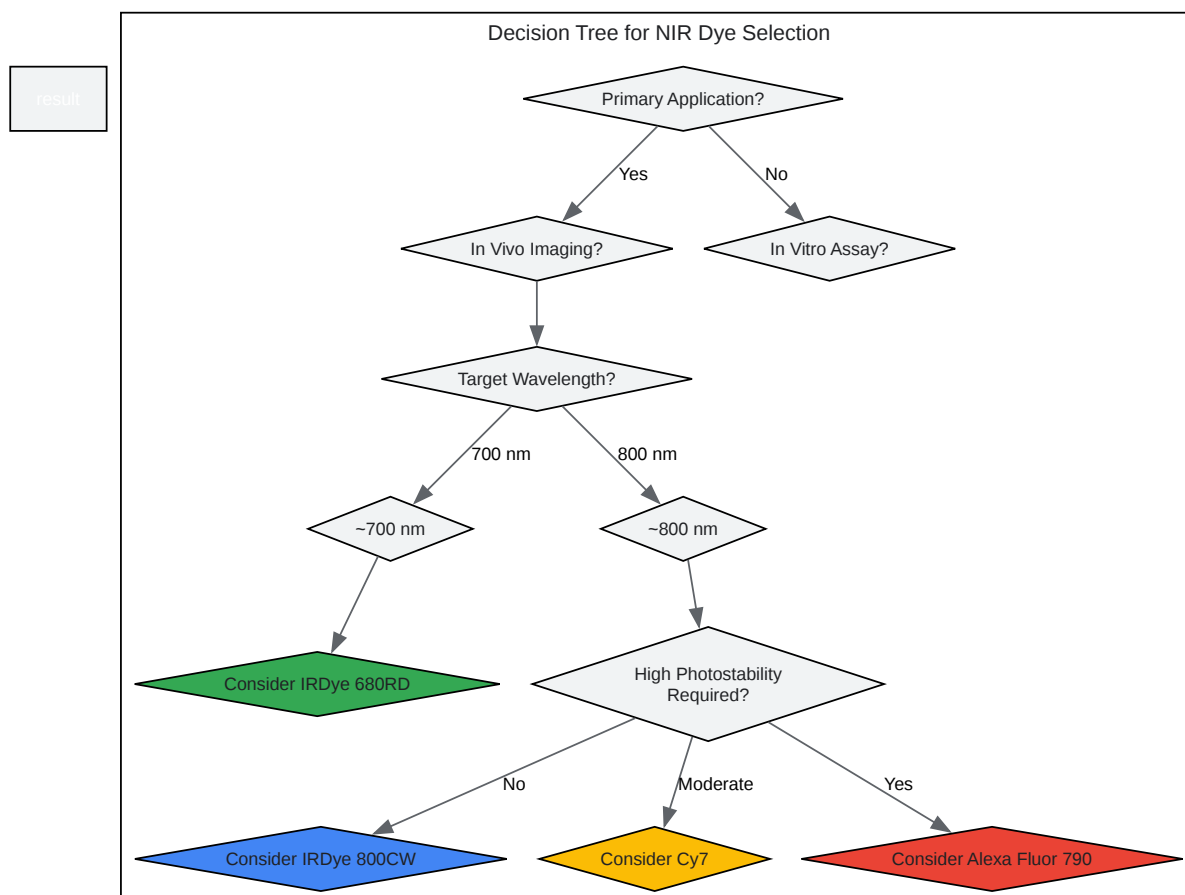 Decision Tree for NIR Dye Selection
result
Primary Application?
Yes
No
In Vivo Imaging?
In Vitro Assay?
Target Wavelength?
700 nm
800 nm
~700 nm
~800 nm
Consider IRDye 680RD
High Photostability
Required?
No
Moderate
Yes
Consider IRDye 800CW
Consider Cy7
Consider Alexa Fluor 790